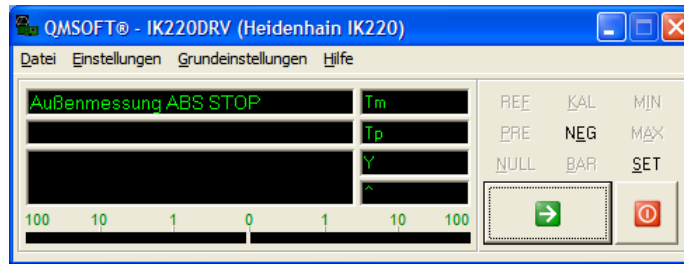 QMSOFT® - IK220DRV (Heidenhain IK220)
Datei Einstellungen Grundeinstellungen Hilfe
Außenmessung ABS STOP Tm REF KAL MIN
Tp PRE NEG MAX
Y NULL BAR SET
^
100 10 1 0 1 10 100